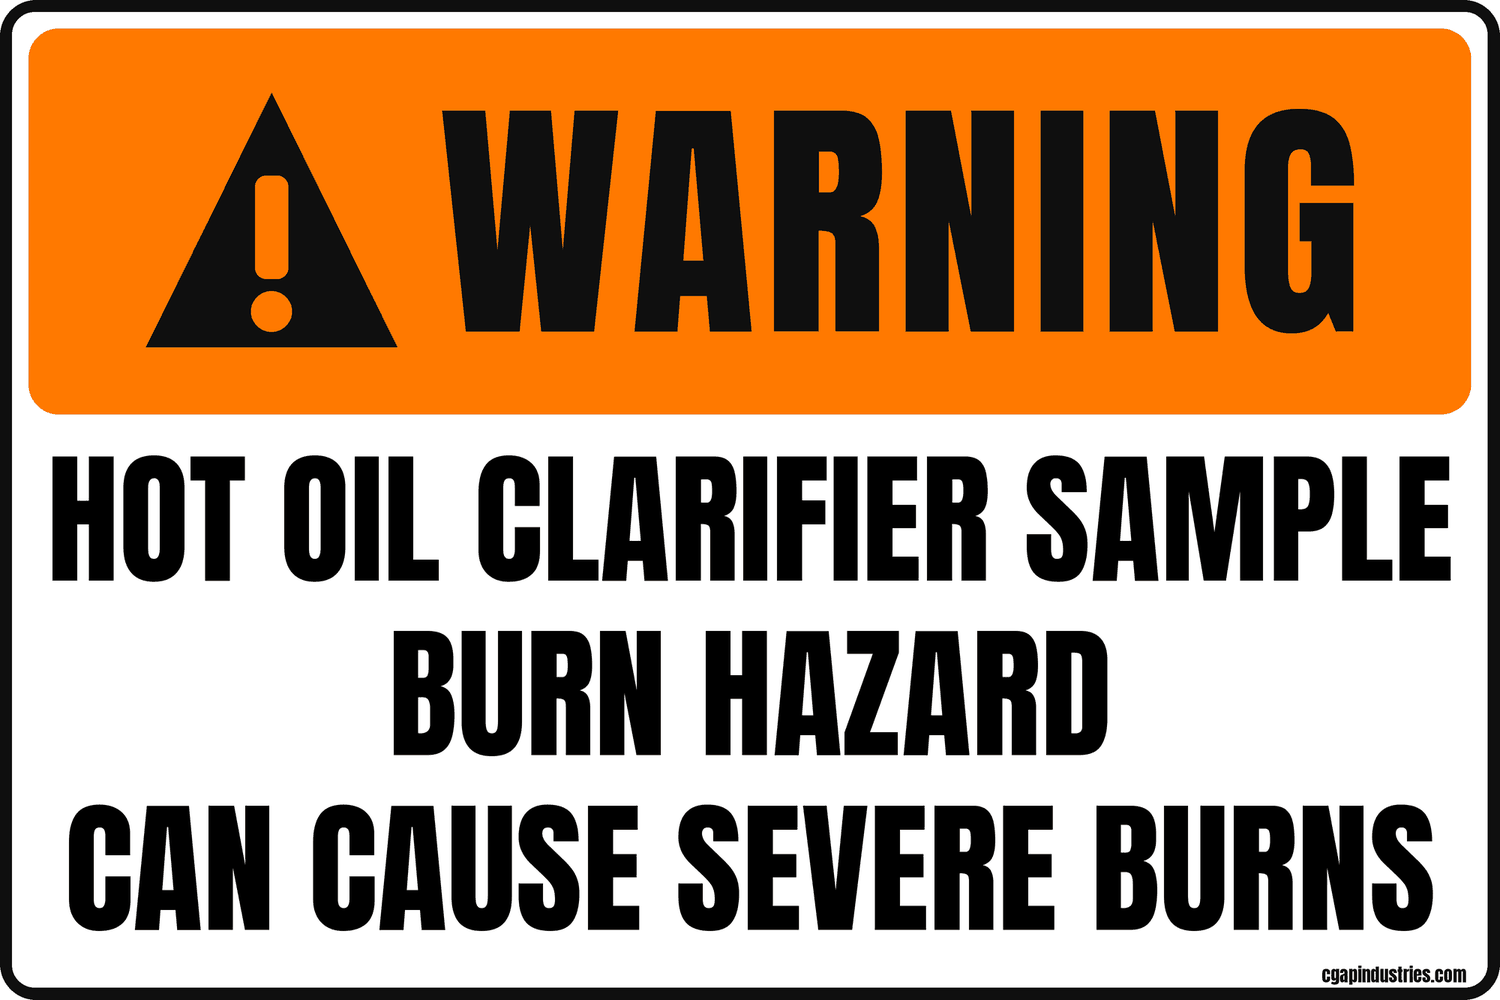 WARNING
HOT OIL CLARIFIER SAMPLE
BURN HAZARD
CAN CAUSE SEVERE BURNS
cgapindustries.com